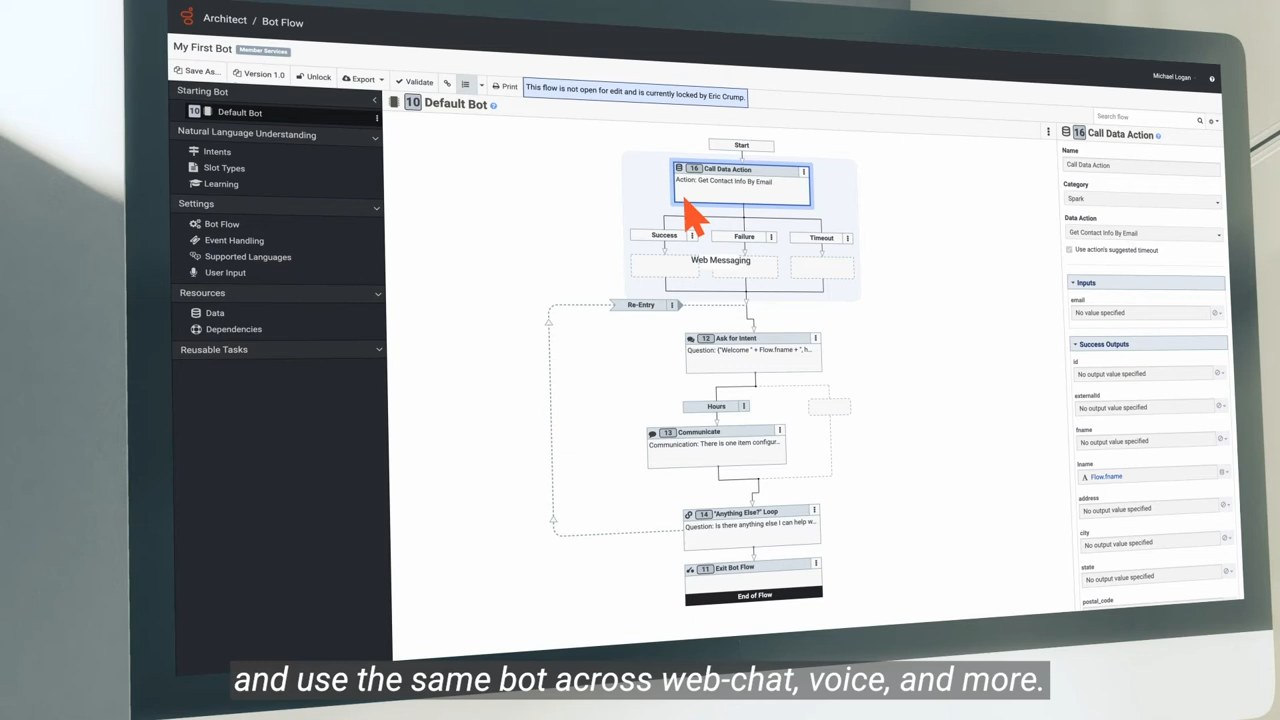 Architect / Bot Flow
My First Bot Member Services
Michael Logan
Save As... Version 1.0 Unlock Export Validate Print
This flow is not open for edit and is currently locked by Eric Crump.
Starting Bot
10 Default Bot
Natural Language Understanding
Intents
Slot Types
Learning
Settings
Bot Flow
Event Handling
Supported Languages
User Input
Resources
Data
Dependencies
Reusable Tasks
10 Default Bot
Search flow
Start
16 Call Data Action
Action: Get Contact Info By Email
Success Failure Timeout
Web Messaging
Re-Entry
12 Ask for Intent
Question: {"Welcome " + Flow.fname + ", h...
Hours
13 Communicate
Communication: There is one item configur...
14 "Anything Else?" Loop
Question: Is there anything else I can help w...
11 Exit Bot Flow
End of Flow
16 Call Data Action
Name
Call Data Action
Category
Spark
Data Action
Get Contact Info By Email
Use action's suggested timeout
Inputs
email
No value specified
Success Outputs
id
No output value specified
externalId
No output value specified
fname
No output value specified
lname
Flow.fname
address
No output value specified
city
No output value specified
state
No output value specified
postal_code
and use the same bot across web-chat, voice, and more.